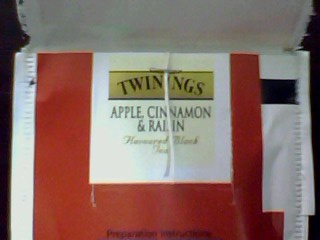 TWININGS
APPLE, CINNAMON
& RAISIN
Flavoured Black
Tea
Preparation Instructions